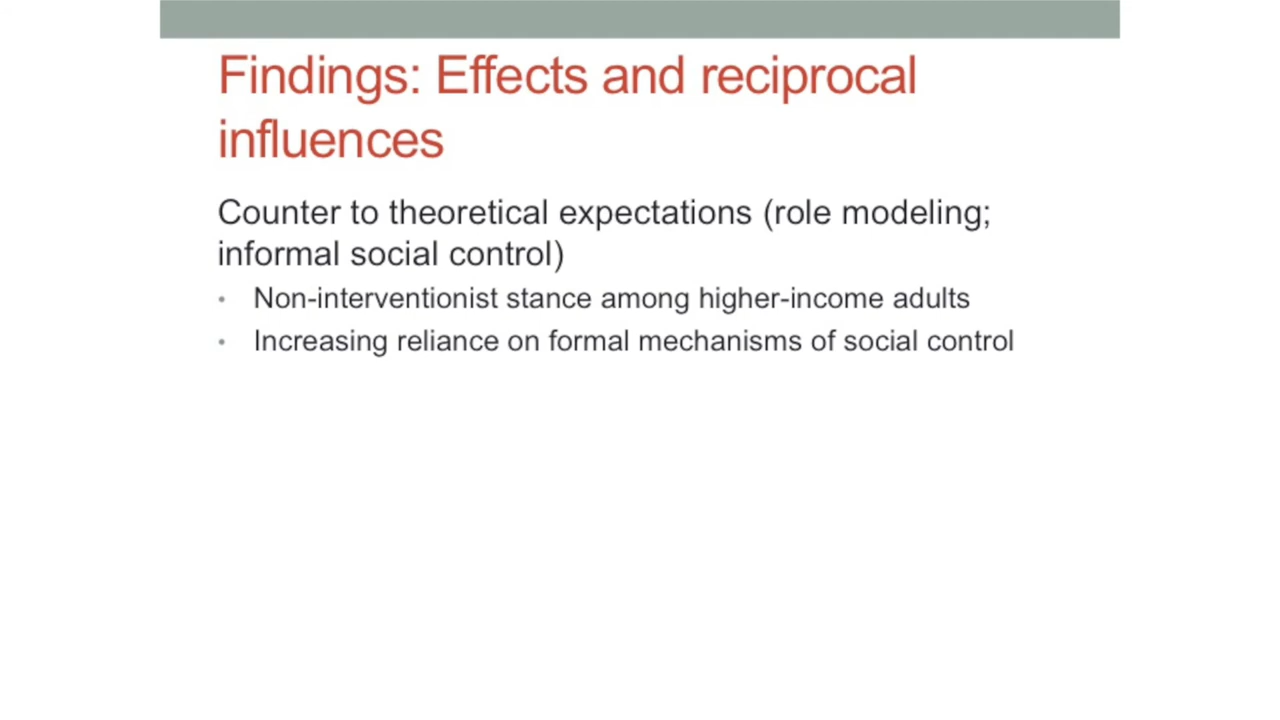 Findings: Effects and reciprocal
influences
Counter to theoretical expectations (role modeling;
informal social control)
• Non-interventionist stance among higher-income adults
• Increasing reliance on formal mechanisms of social control